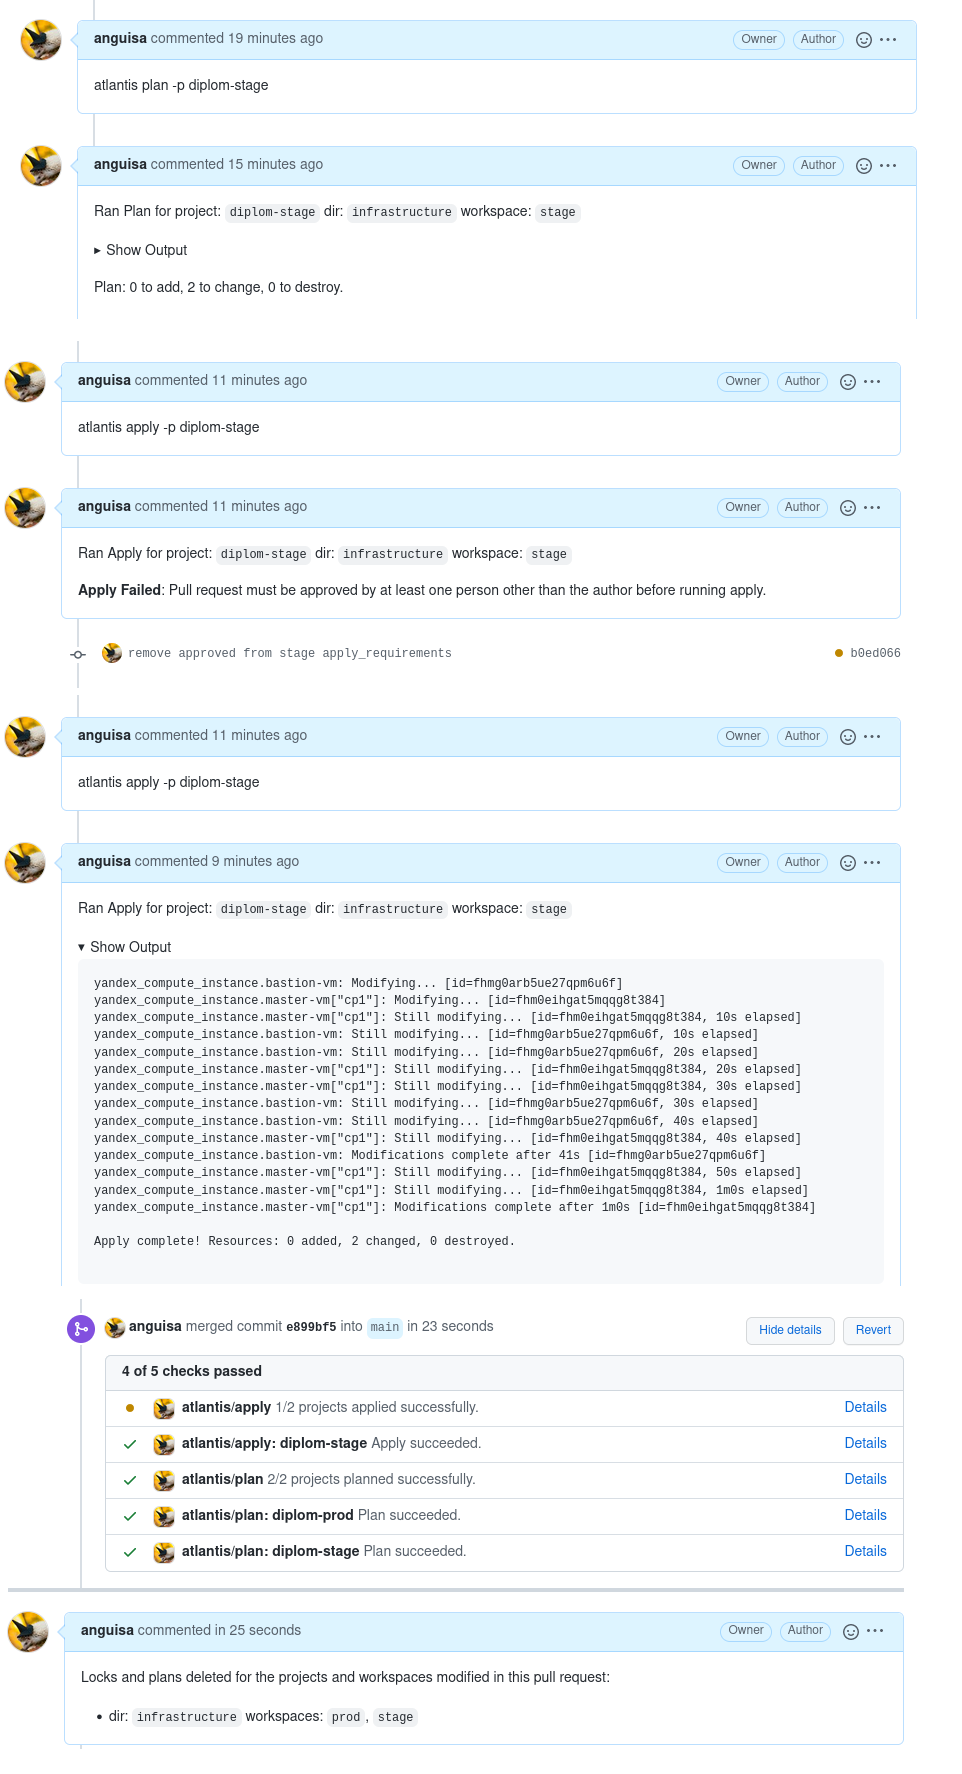 anguisa commented 19 minutes ago Owner Author
atlantis plan -p diplom-stage
anguisa commented 15 minutes ago Owner Author
Ran Plan for project: diplom-stage dir: infrastructure workspace: stage
Show Output
Plan: 0 to add, 2 to change, 0 to destroy.
anguisa commented 11 minutes ago Owner Author
atlantis apply -p diplom-stage
anguisa commented 11 minutes ago Owner Author
Ran Apply for project: diplom-stage dir: infrastructure workspace: stage
Apply Failed: Pull request must be approved by at least one person other than the author before running apply.
remove approved from stage apply_requirements b0ed066
anguisa commented 11 minutes ago Owner Author
atlantis apply -p diplom-stage
anguisa commented 9 minutes ago Owner Author
Ran Apply for project: diplom-stage dir: infrastructure workspace: stage
Show Output
yandex_compute_instance.bastion-vm: Modifying... [id=fhmg0arb5ue27qpm6u6f]
yandex_compute_instance.master-vm["cp1"]: Modifying... [id=fhm0eihgat5mqqg8t384]
yandex_compute_instance.master-vm["cp1"]: Still modifying... [id=fhm0eihgat5mqqg8t384, 10s elapsed]
yandex_compute_instance.bastion-vm: Still modifying... [id=fhmg0arb5ue27qpm6u6f, 10s elapsed]
yandex_compute_instance.bastion-vm: Still modifying... [id=fhmg0arb5ue27qpm6u6f, 20s elapsed]
yandex_compute_instance.master-vm["cp1"]: Still modifying... [id=fhm0eihgat5mqqg8t384, 20s elapsed]
yandex_compute_instance.master-vm["cp1"]: Still modifying... [id=fhm0eihgat5mqqg8t384, 30s elapsed]
yandex_compute_instance.bastion-vm: Still modifying... [id=fhmg0arb5ue27qpm6u6f, 30s elapsed]
yandex_compute_instance.bastion-vm: Still modifying... [id=fhmg0arb5ue27qpm6u6f, 40s elapsed]
yandex_compute_instance.master-vm["cp1"]: Still modifying... [id=fhm0eihgat5mqqg8t384, 40s elapsed]
yandex_compute_instance.bastion-vm: Modifications complete after 41s [id=fhmg0arb5ue27qpm6u6f]
yandex_compute_instance.master-vm["cp1"]: Still modifying... [id=fhm0eihgat5mqqg8t384, 50s elapsed]
yandex_compute_instance.master-vm["cp1"]: Still modifying... [id=fhm0eihgat5mqqg8t384, 1m0s elapsed]
yandex_compute_instance.master-vm["cp1"]: Modifications complete after 1m0s [id=fhm0eihgat5mqqg8t384]
Apply complete! Resources: 0 added, 2 changed, 0 destroyed.
anguisa merged commit e899bf5 into main in 23 seconds Hide details Revert
4 of 5 checks passed
atlantis/apply 1/2 projects applied successfully. Details
atlantis/apply: diplom-stage Apply succeeded. Details
atlantis/plan 2/2 projects planned successfully. Details
atlantis/plan: diplom-prod Plan succeeded. Details
atlantis/plan: diplom-stage Plan succeeded. Details
anguisa commented in 25 seconds Owner Author
Locks and plans deleted for the projects and workspaces modified in this pull request:
• dir: infrastructure workspaces: prod, stage